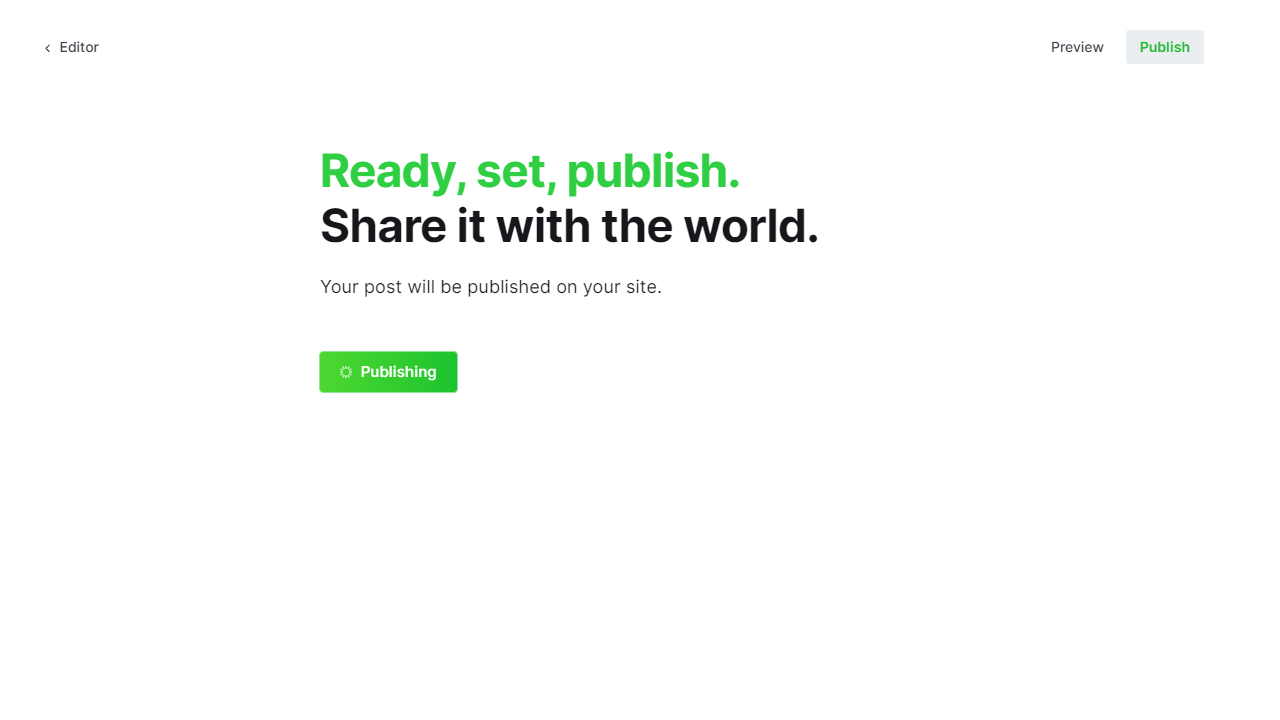 Editor
Preview
Publish
Ready, set, publish.
Share it with the world.
Your post will be published on your site.
Publishing